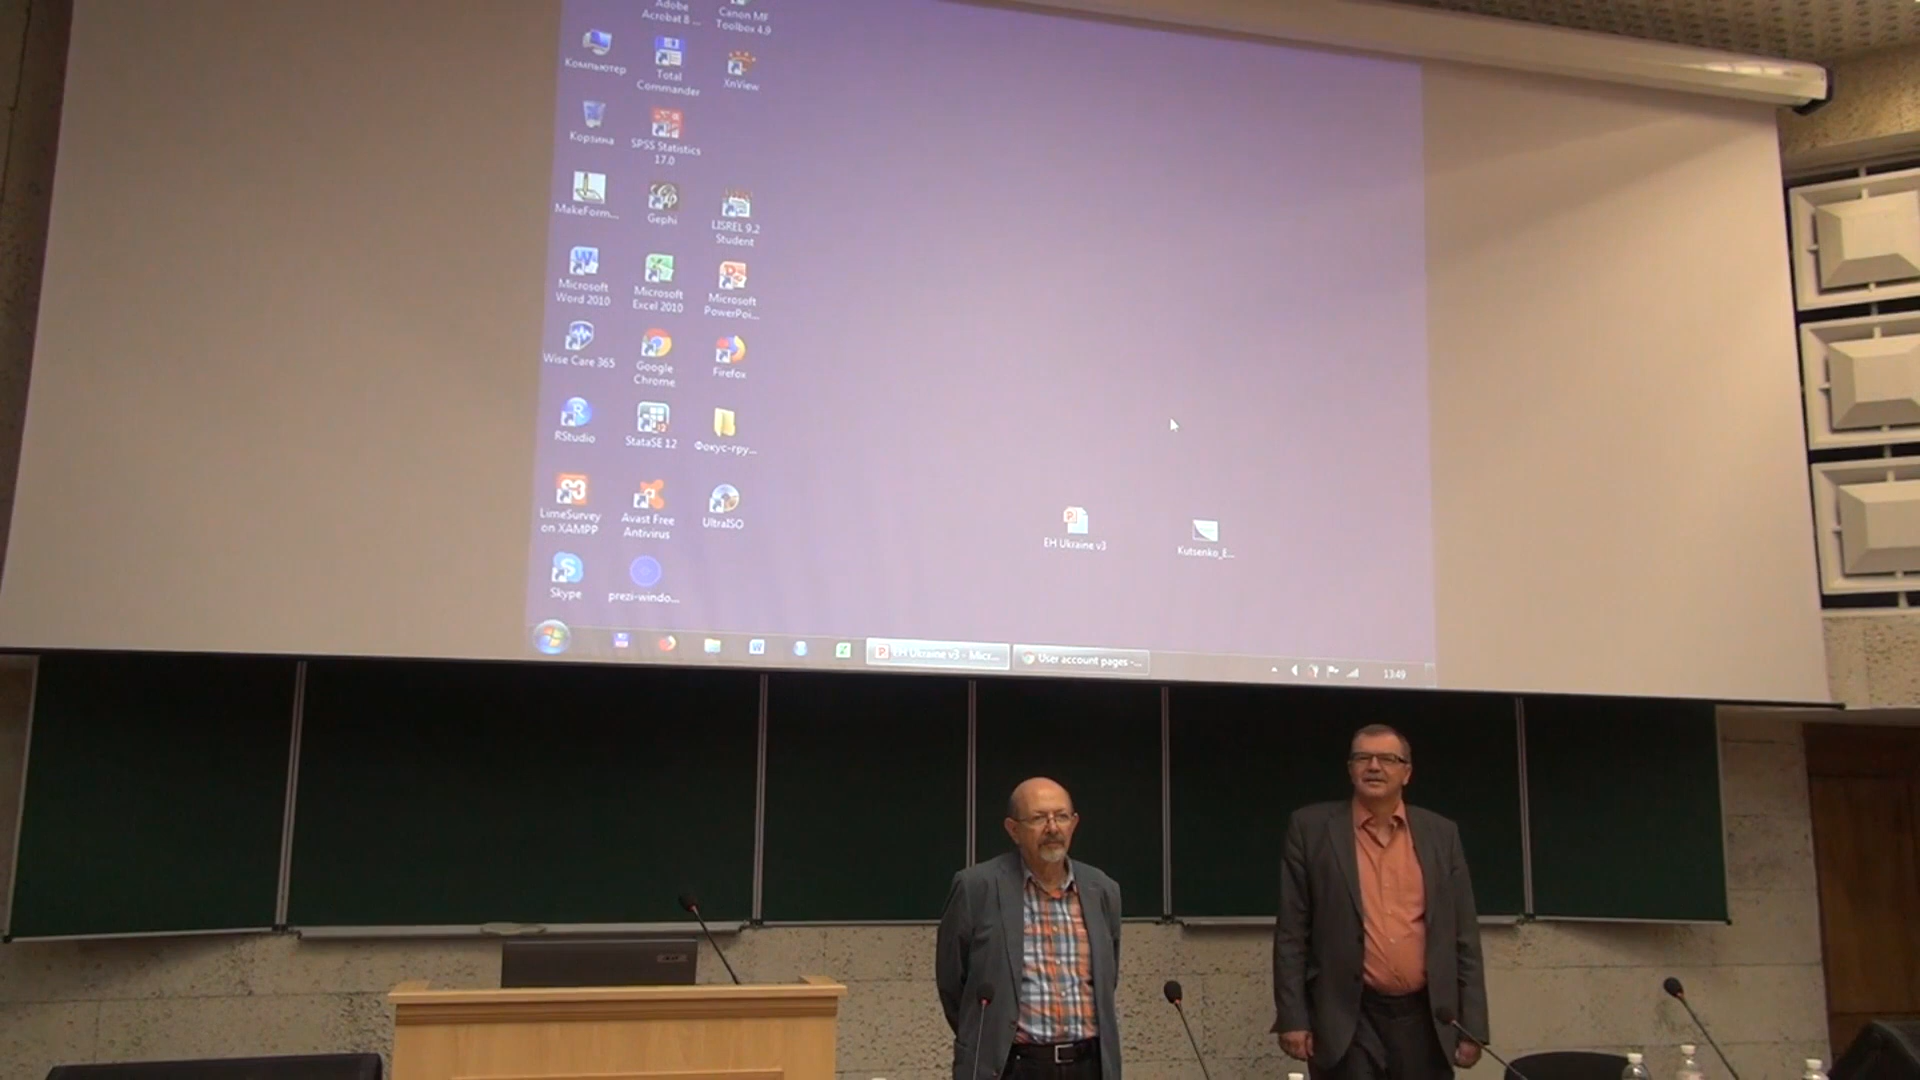 Adobe
Acrobat 8 ...
Canon MF
Toolbox 4.9
Компьютер
Total
Commander
XnView
Корзина
SPSS Statistics
17.0
MakeForm...
Gephi
LISREL 9.2
Student
Microsoft
Word 2010
Microsoft
Excel 2010
Microsoft
PowerPoi...
Wise Care 365
Google
Chrome
Firefox
RStudio
StataSE 12
Фокус-гру...
LimeSurvey
on XAMPP
Avast Free
Antivirus
UltraISO
EH Ukraine v3
Kutsenko_E...
Skype
prezi-windo...
EH Ukraine v3 - Micr...
User account pages -...
13:49
acer